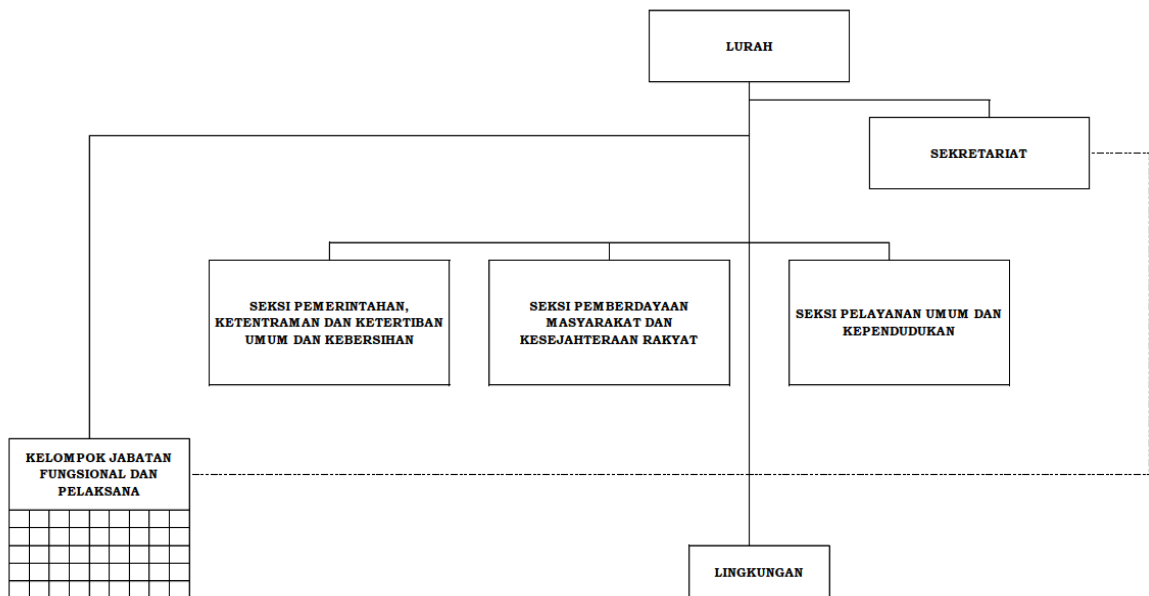 LURAH
SEKRETARIAT
SEKSI PEMERINTAHAN,
KETENTRAMAN DAN KETERTIBAN
UMUM DAN KEBERSIHAN
SEKSI PEMBERDAYAAN
MASYARAKAT DAN
KESEJAHTERAAN RAKYAT
SEKSI PELAYANAN UMUM DAN
KEPENDUDUKAN
KELOMPOK JABATAN
FUNGSIONAL DAN
PELAKSANA
LINGKUNGAN